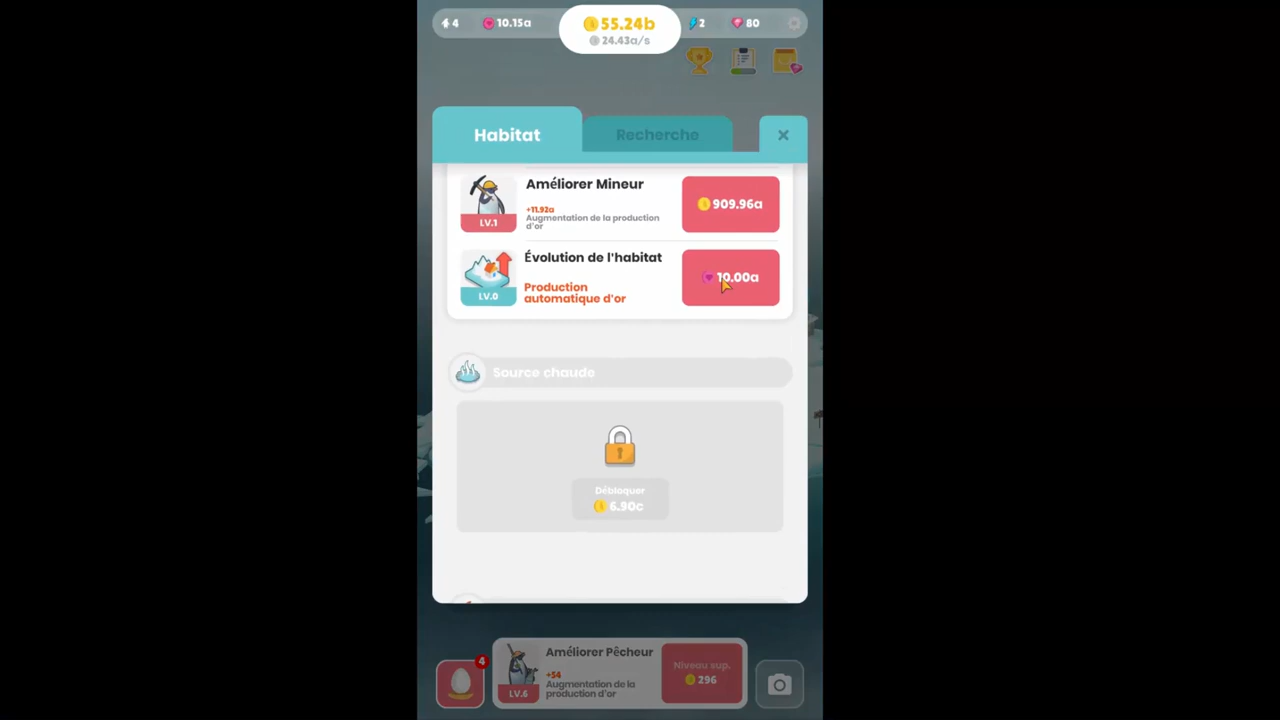 4 10.15a 55.24b 2 80
24.43a/s
Habitat Recherche ×
Améliorer Mineur
+11.92a
Augmentation de la production
d'or
LV.1
909.96a
Évolution de l'habitat
Production
automatique d'or
LV.0
10.00a
Source chaude
Débloquer
6.90c
4
Améliorer Pêcheur
+54
Augmentation de la
production d'or
LV.6
Niveau sup.
296